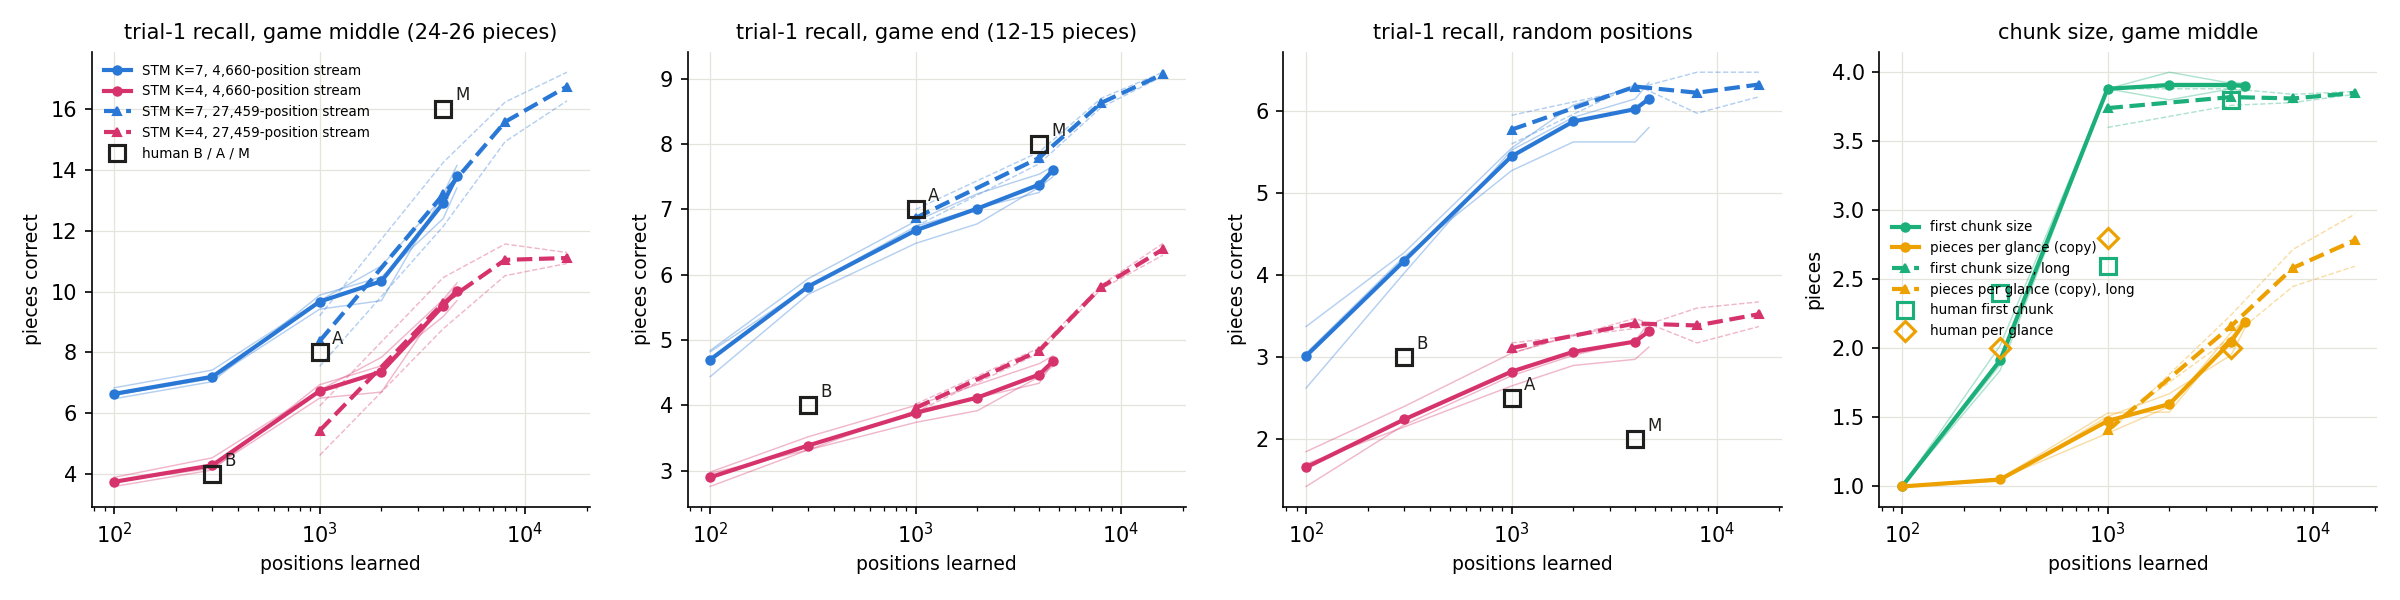 trial-1 recall, game middle (24-26 pieces)
STM K=7, 4,660-position stream
STM K=4, 4,660-position stream
STM K=7, 27,459-position stream
STM K=4, 27,459-position stream
human B / A / M
M
A
B
16
14
12
10
8
6
4
pieces correct
10²
10³
10⁴
positions learned
trial-1 recall, game end (12-15 pieces)
M
A
B
9
8
7
6
5
4
3
pieces correct
10²
10³
10⁴
positions learned
trial-1 recall, random positions
B
A
M
6
5
4
3
2
pieces correct
10²
10³
10⁴
positions learned
chunk size, game middle
first chunk size
pieces per glance (copy)
first chunk size, long
pieces per glance (copy), long
human first chunk
human per glance
4.0
3.5
3.0
2.5
2.0
1.5
1.0
pieces
10²
10³
10⁴
positions learned